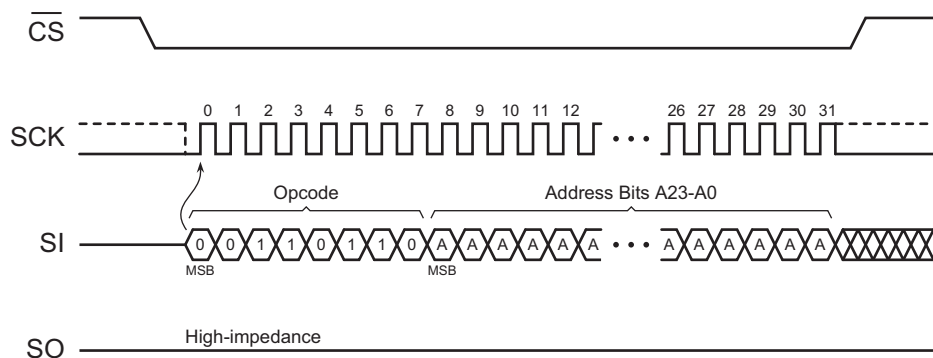 CS
0 1 2 3 4 5 6 7 8 9 10 11 12 26 27 28 29 30 31
SCK
Opcode Address Bits A23-A0
SI 0 0 1 1 0 1 1 0 A A A A A A A A A A A A
MSB MSB
High-impedance
SO